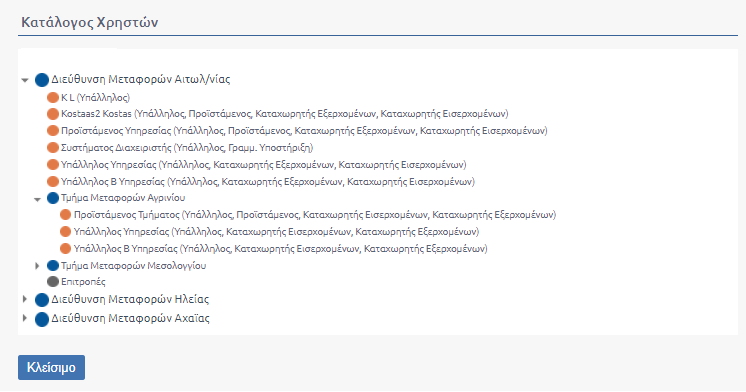 Κατάλογος Χρηστών
Διεύθυνση Μεταφορών Αιτωλ/νίας
K L (Υπάλληλος)
Kostaas2 Kostas (Υπάλληλος, Προϊστάμενος, Καταχωρητής Εξερχομένων, Καταχωρητής Εισερχομένων)
Προϊστάμενος Υπηρεσίας (Υπάλληλος, Προϊστάμενος, Καταχωρητής Εξερχομένων, Καταχωρητής Εισερχομένων)
Συστήματος Διαχειριστής (Υπάλληλος, Γραμμ. Υποστήριξη)
Υπάλληλος Υπηρεσίας (Υπάλληλος, Καταχωρητής Εξερχομένων, Καταχωρητής Εισερχομένων)
Υπάλληλος Β Υπηρεσίας (Υπάλληλος, Καταχωρητής Εξερχομένων, Καταχωρητής Εισερχομένων)
Τμήμα Μεταφορών Αγρινίου
Προϊστάμενος Τμήματος (Υπάλληλος, Προϊστάμενος, Καταχωρητής Εισερχομένων, Καταχωρητής Εξερχομένων)
Υπάλληλος Υπηρεσίας (Υπάλληλος, Καταχωρητής Εισερχομένων, Καταχωρητής Εξερχομένων)
Υπάλληλος Β Υπηρεσίας (Υπάλληλος, Καταχωρητής Εισερχομένων, Καταχωρητής Εξερχομένων)
Τμήμα Μεταφορών Μεσολογγίου
Επιτροπές
Διεύθυνση Μεταφορών Ηλείας
Διεύθυνση Μεταφορών Αχαΐας
Κλείσιμο